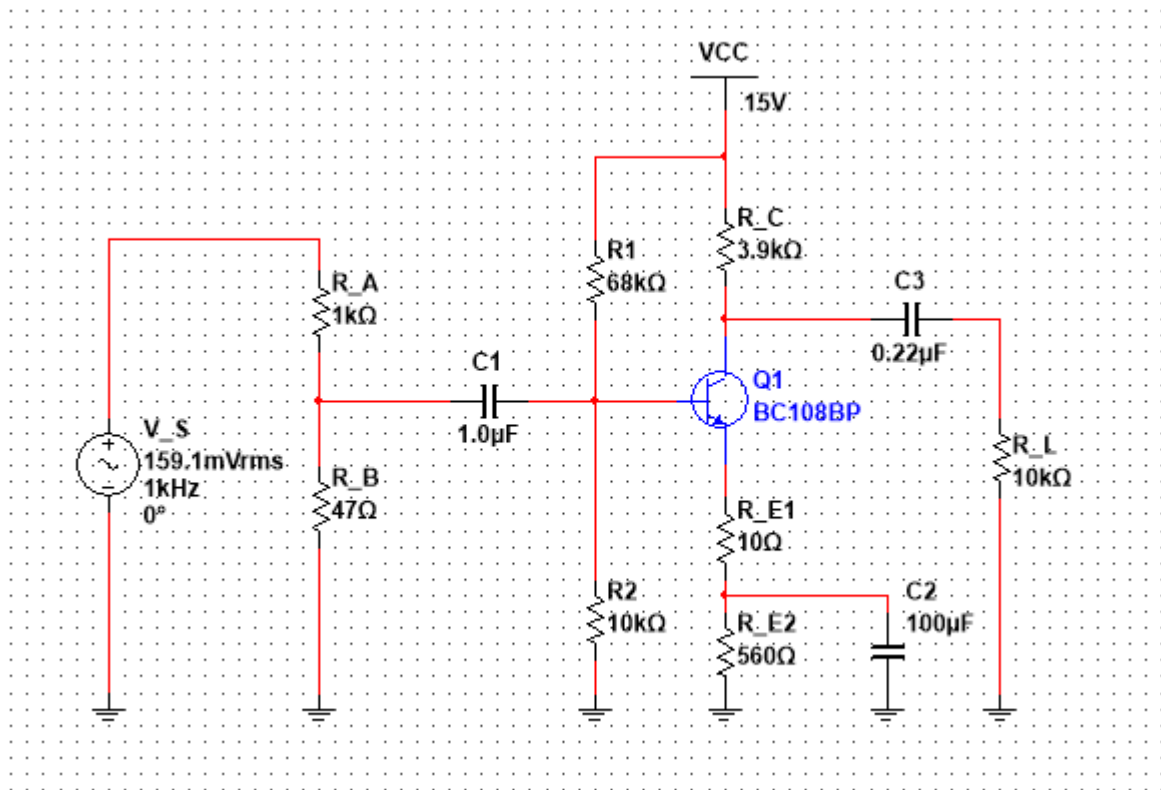 VCC
15V
R_C
3.9kΩ
R1
68kΩ
R_A
1kΩ
C3
0.22µF
C1
1.0µF
Q1
BC108BP
V_S
159.1mVrms
1kHz
0°
R_B
47Ω
R_L
10kΩ
R_E1
10Ω
R2
10kΩ
C2
100µF
R_E2
560Ω